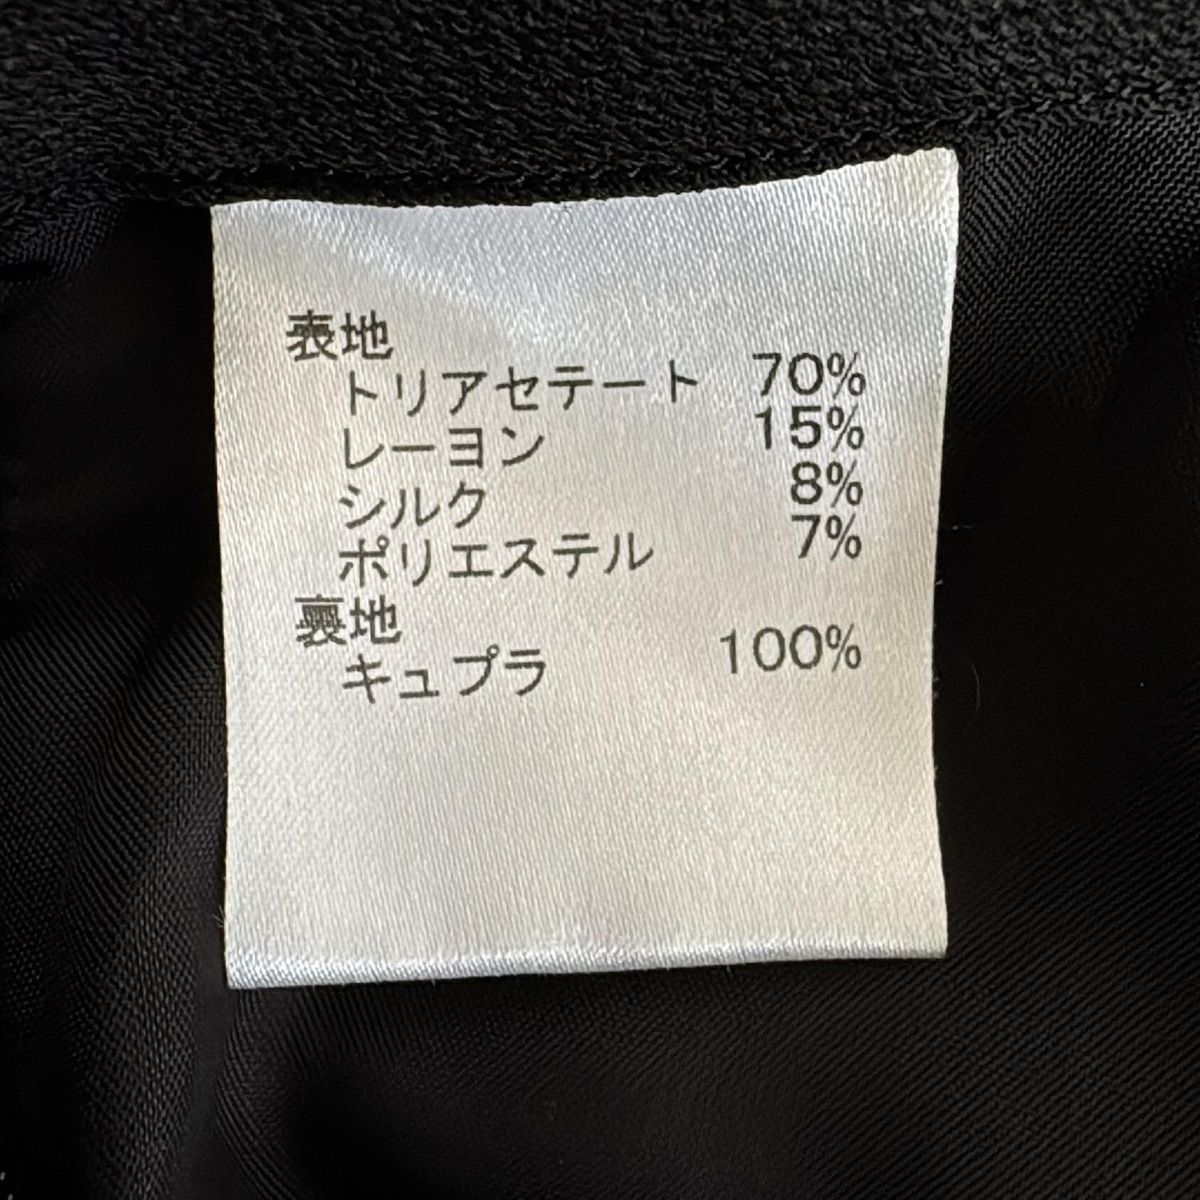 表地
トリアセテート 70%
レーヨン 15%
シルク 8%
ポリエステル 7%
裏地
キュプラ 100%